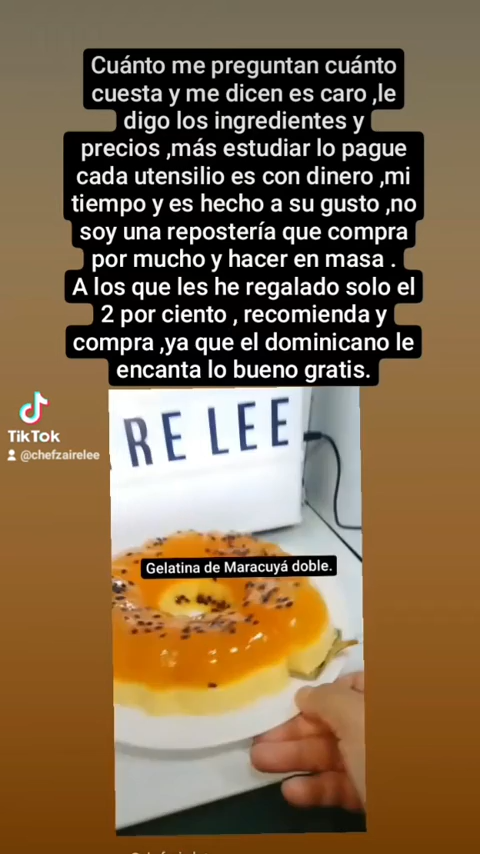 Cuánto me preguntan cuánto
cuesta y me dicen es caro ,le
digo los ingredientes y
precios ,más estudiar lo pague
cada utensilio es con dinero ,mi
tiempo y es hecho a su gusto ,no
soy una repostería que compra
por mucho y hacer en masa .
A los que les he regalado solo el
2 por ciento , recomienda y
compra ,ya que el dominicano le
encanta lo bueno gratis.
TikTok
@chefzairelee
RE LEE
Gelatina de Maracuyá doble.